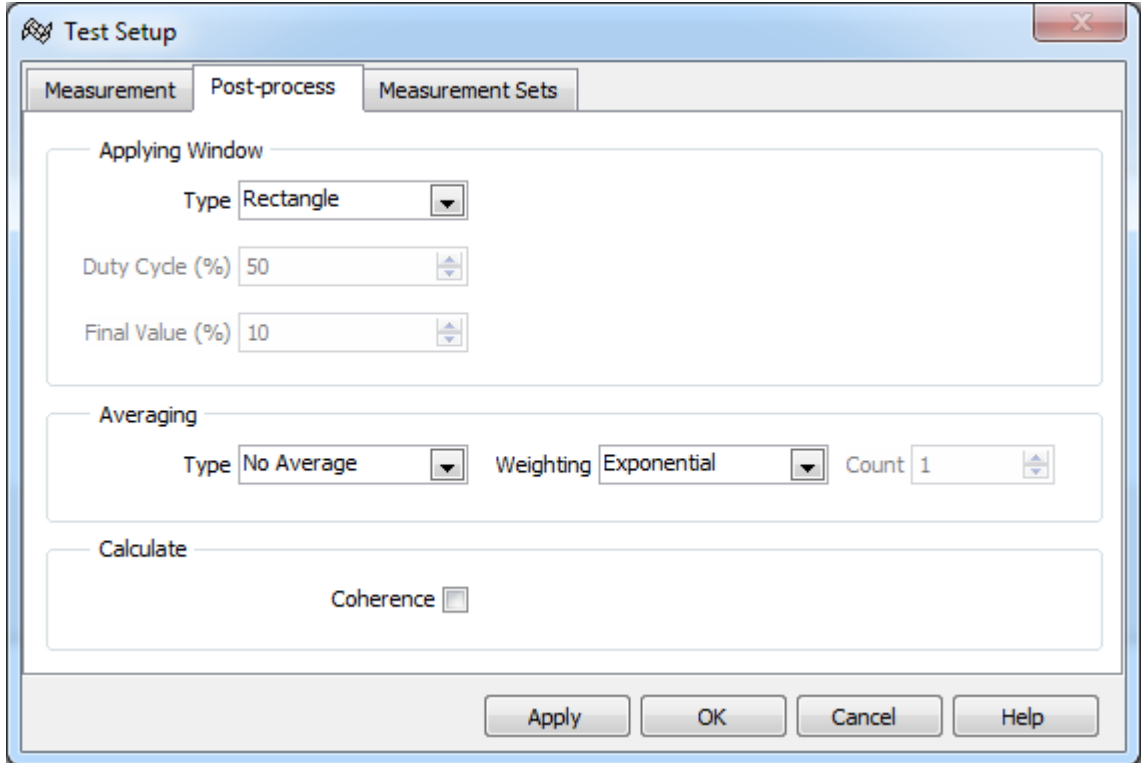 Test Setup
Measurement Post-process Measurement Sets
Applying Window
Type Rectangle
Duty Cycle (%) 50
Final Value (%) 10
Averaging
Type No Average Weighting Exponential Count 1
Calculate
Coherence
Apply OK Cancel Help